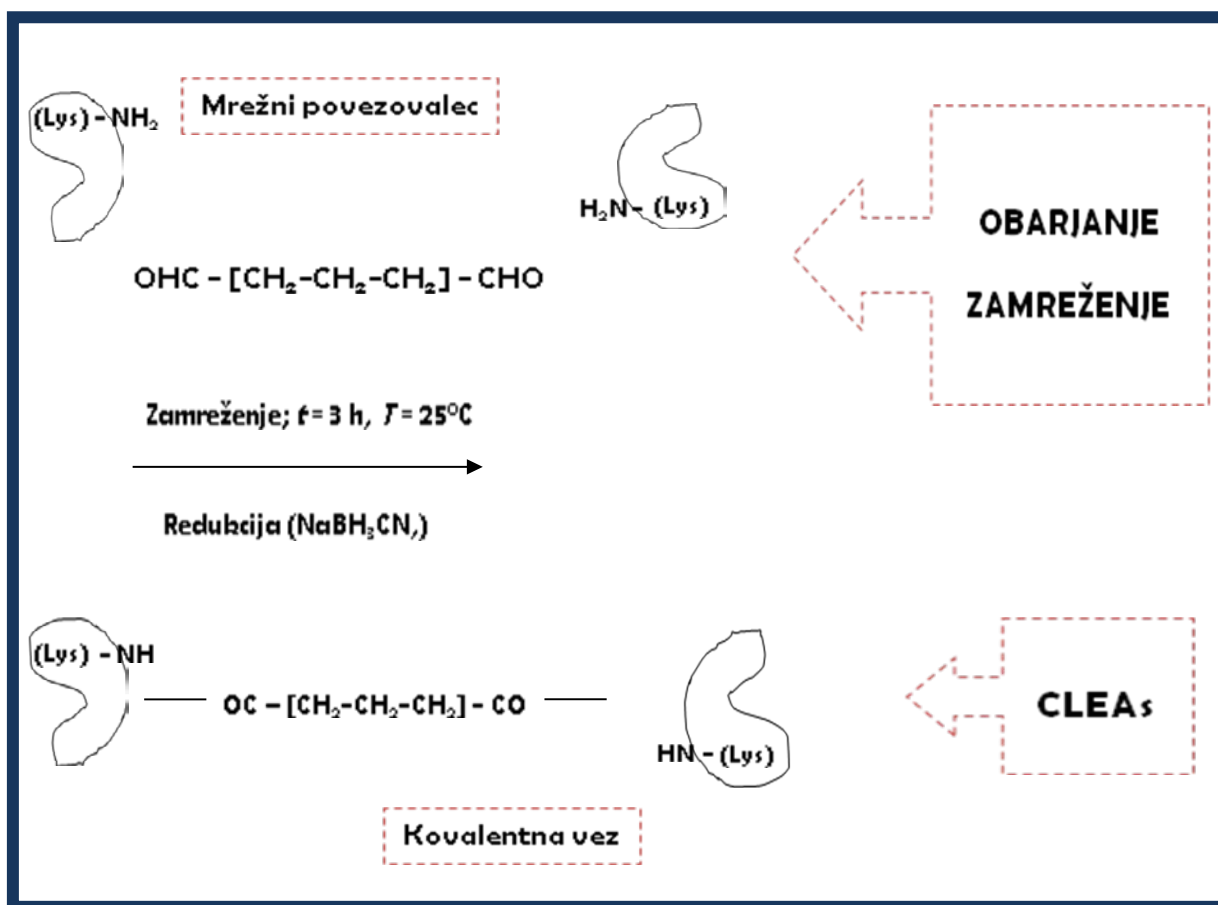 (Lys) – NH₂
Mrežni povezovalec
H₂N – (Lys)
OBARJANJE
ZAMREŽENJE
OHC – [CH₂–CH₂–CH₂] – CHO
Zamreženje; t = 3 h, T = 25°C
Redukcija (NaBH₃CN,)
(Lys) – NH
OC – [CH₂–CH₂–CH₂] – CO
HN – (Lys)
CLEAs
Kovalentna vez